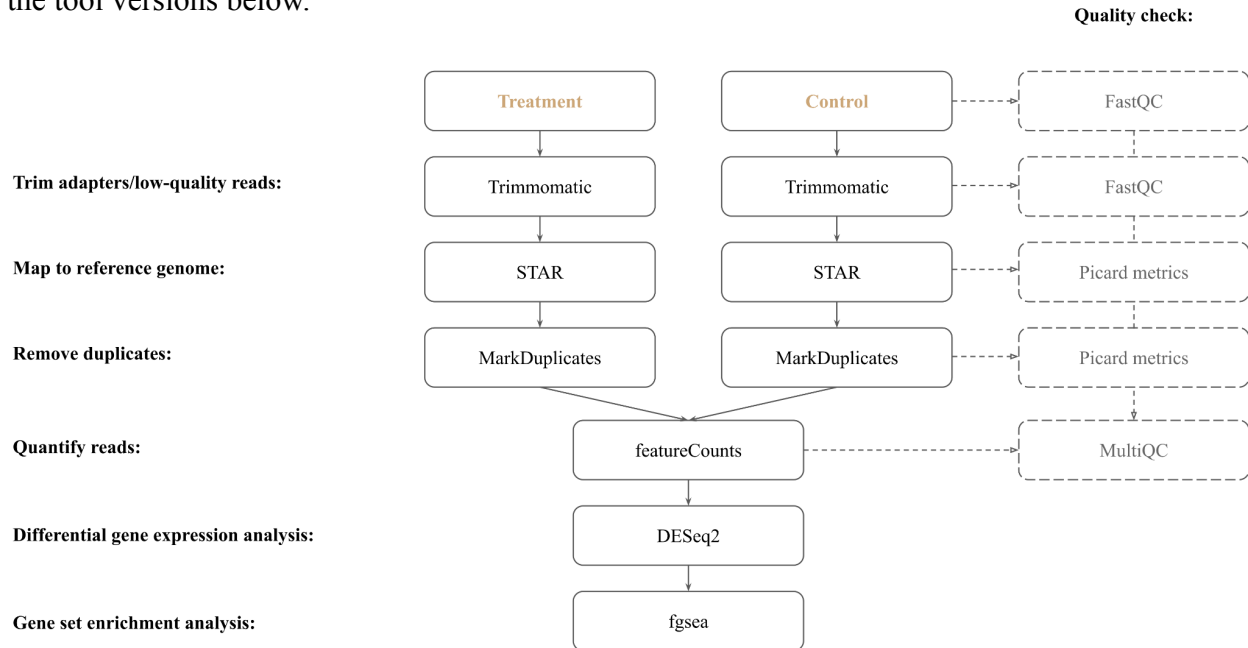 the tool versions below.
Quality check:
Treatment Control FastQC
Trim adapters/low-quality reads: Trimmomatic Trimmomatic FastQC
Map to reference genome: STAR STAR Picard metrics
Remove duplicates: MarkDuplicates MarkDuplicates Picard metrics
Quantify reads: featureCounts MultiQC
Differential gene expression analysis: DESeq2
Gene set enrichment analysis: fgsea